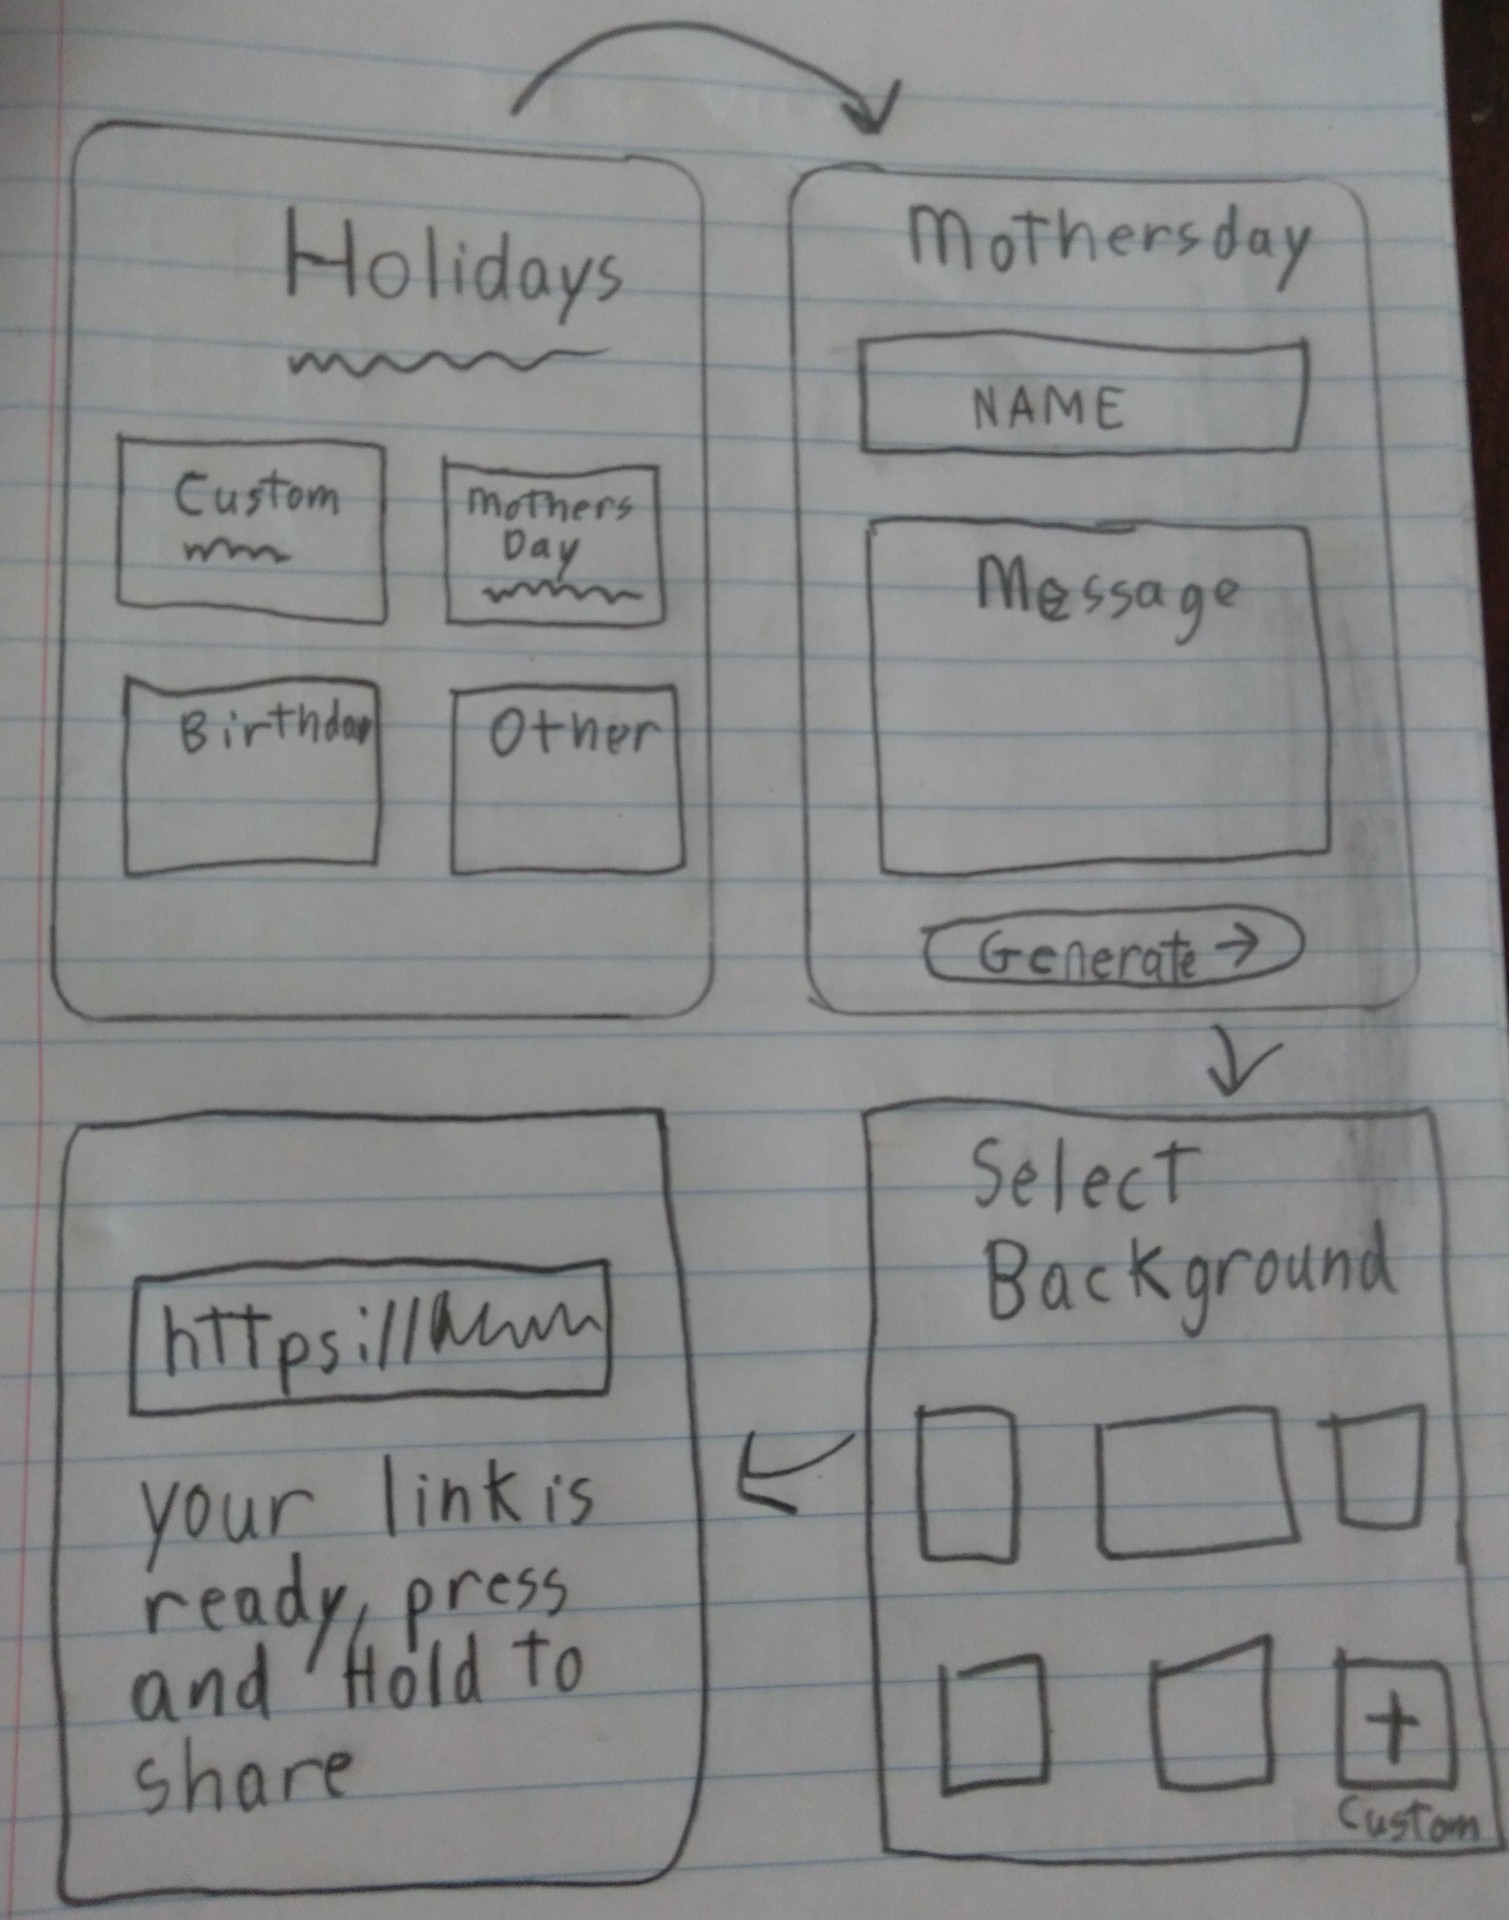 Holidays
Custom
Mothers
Day
Birthday
Other
Mothersday
NAME
Message
Generate →
Select
Background
+
Custom
https://
your link is
ready, press
and Hold to
share